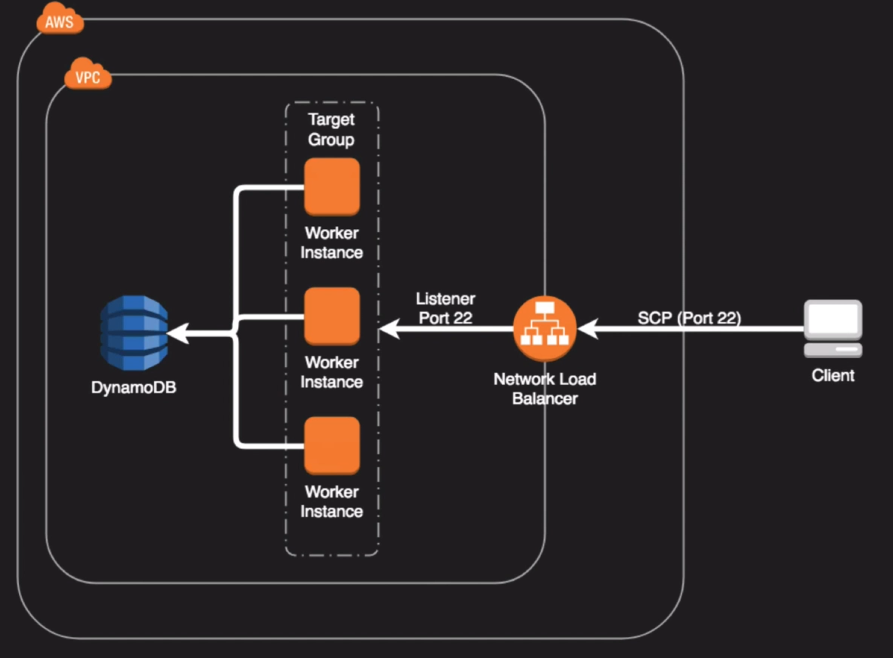 AWS
VPC
Target
Group
Worker
Instance
Listener
Port 22
SCP (Port 22)
Worker
Instance
DynamoDB
Network Load
Balancer
Client
Worker
Instance